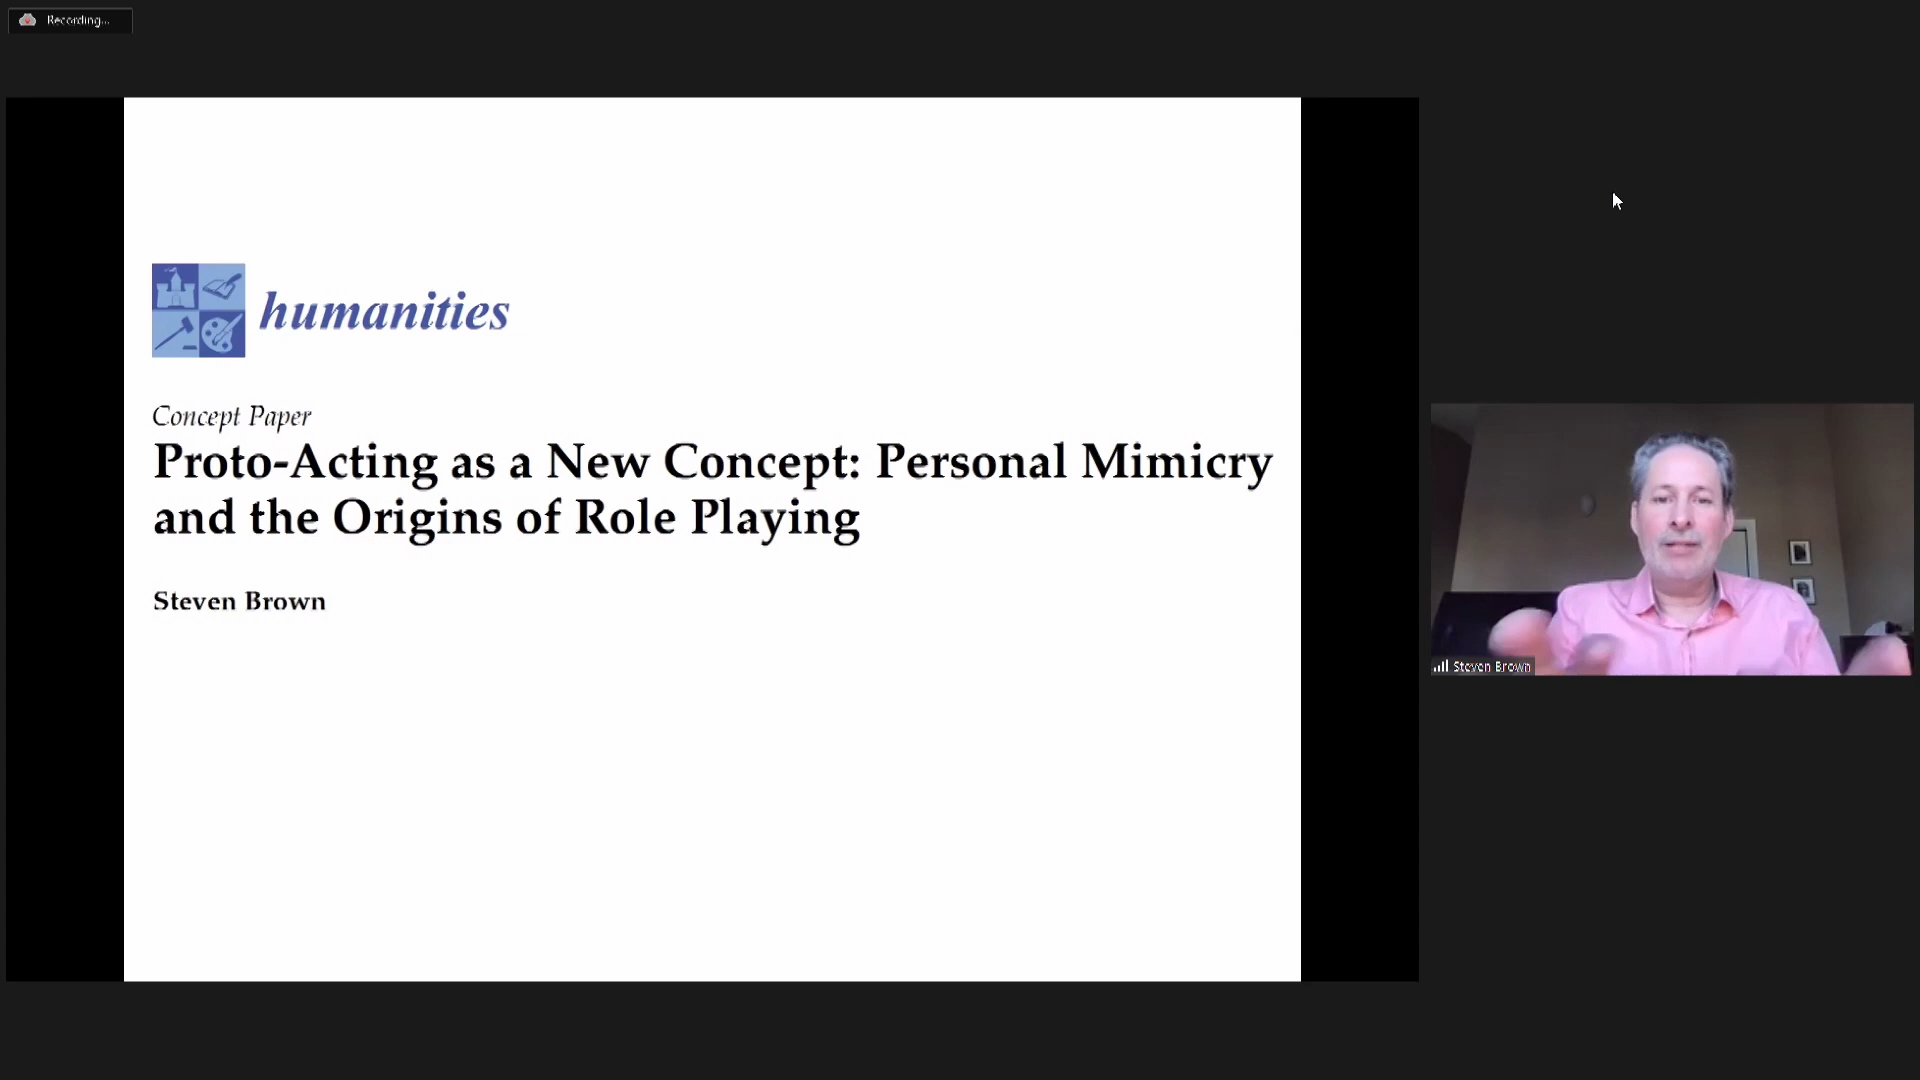 Recording...
humanities
Concept Paper
Proto-Acting as a New Concept: Personal Mimicry
and the Origins of Role Playing
Steven Brown
Steven Brown